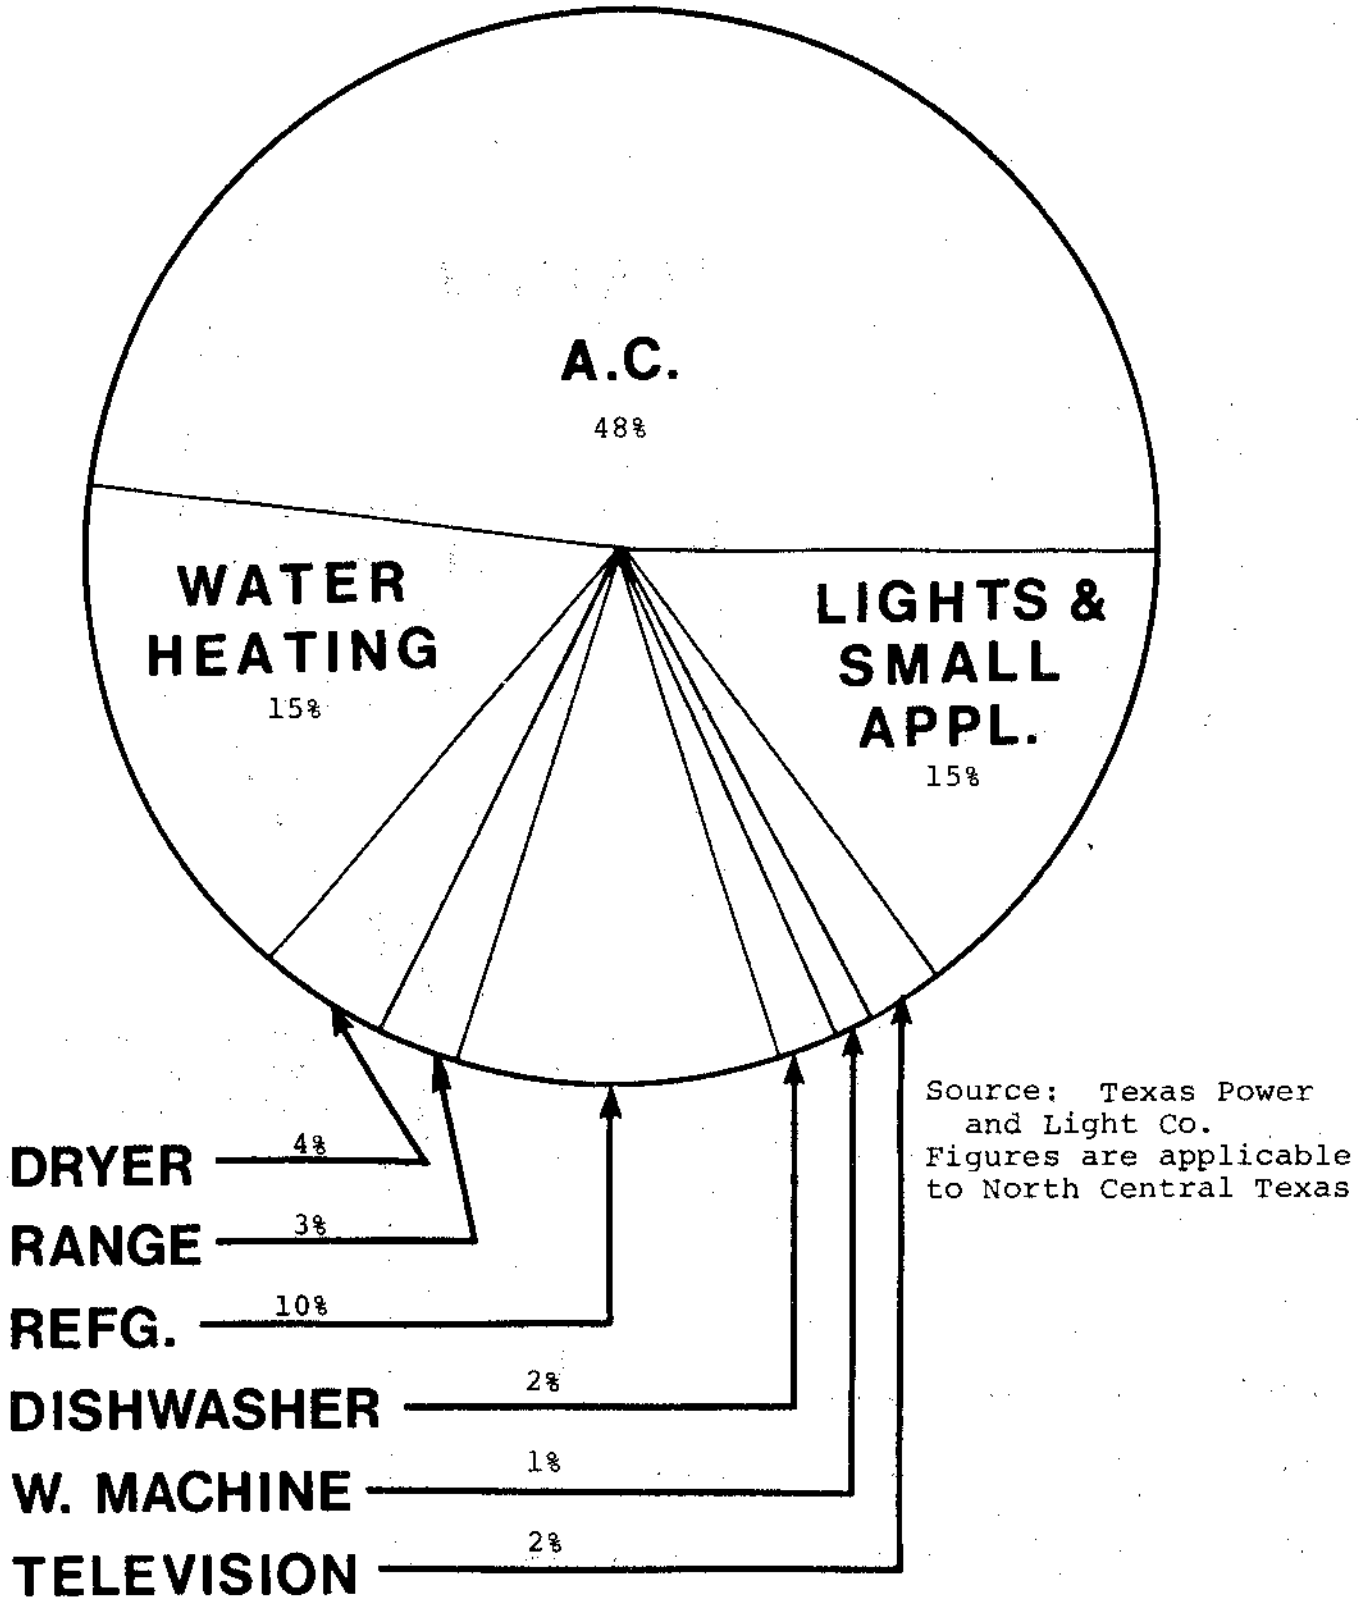 A.C.
48%
WATER
HEATING
15%
LIGHTS &
SMALL
APPL.
15%
Source: Texas Power
and Light Co.
Figures are applicable
to North Central Texas
DRYER 4%
RANGE 3%
REFG. 10%
DISHWASHER 2%
W. MACHINE 1%
TELEVISION 2%